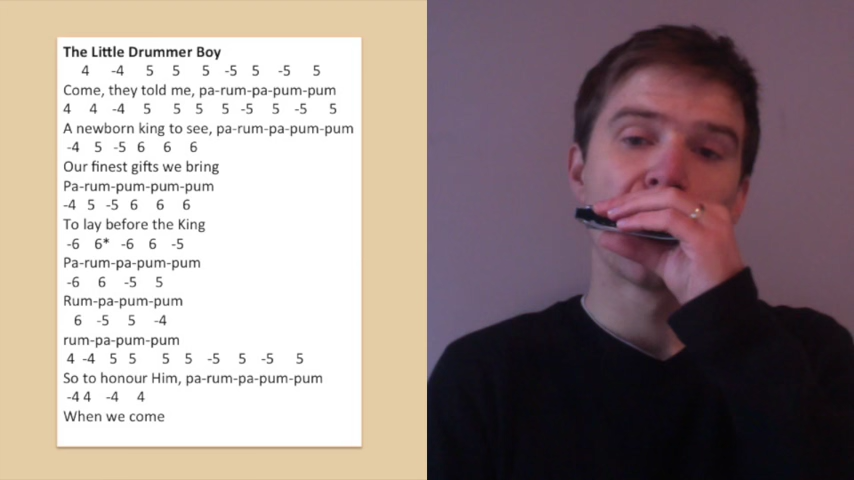 The Little Drummer Boy
4 -4 5 5 5 -5 5 -5 5
Come, they told me, pa-rum-pa-pum-pum
4 4 -4 5 5 5 5 -5 5 -5 5
A newborn king to see, pa-rum-pa-pum-pum
-4 5 -5 6 6 6
Our finest gifts we bring
Pa-rum-pum-pum-pum
-4 5 -5 6 6 6
To lay before the King
-6 6* -6 6 -5
Pa-rum-pa-pum-pum
-6 6 -5 5
Rum-pa-pum-pum
6 -5 5 -4
rum-pa-pum-pum
4 -4 5 5 5 5 -5 5 -5 5
So to honour Him, pa-rum-pa-pum-pum
-4 4 -4 4
When we come